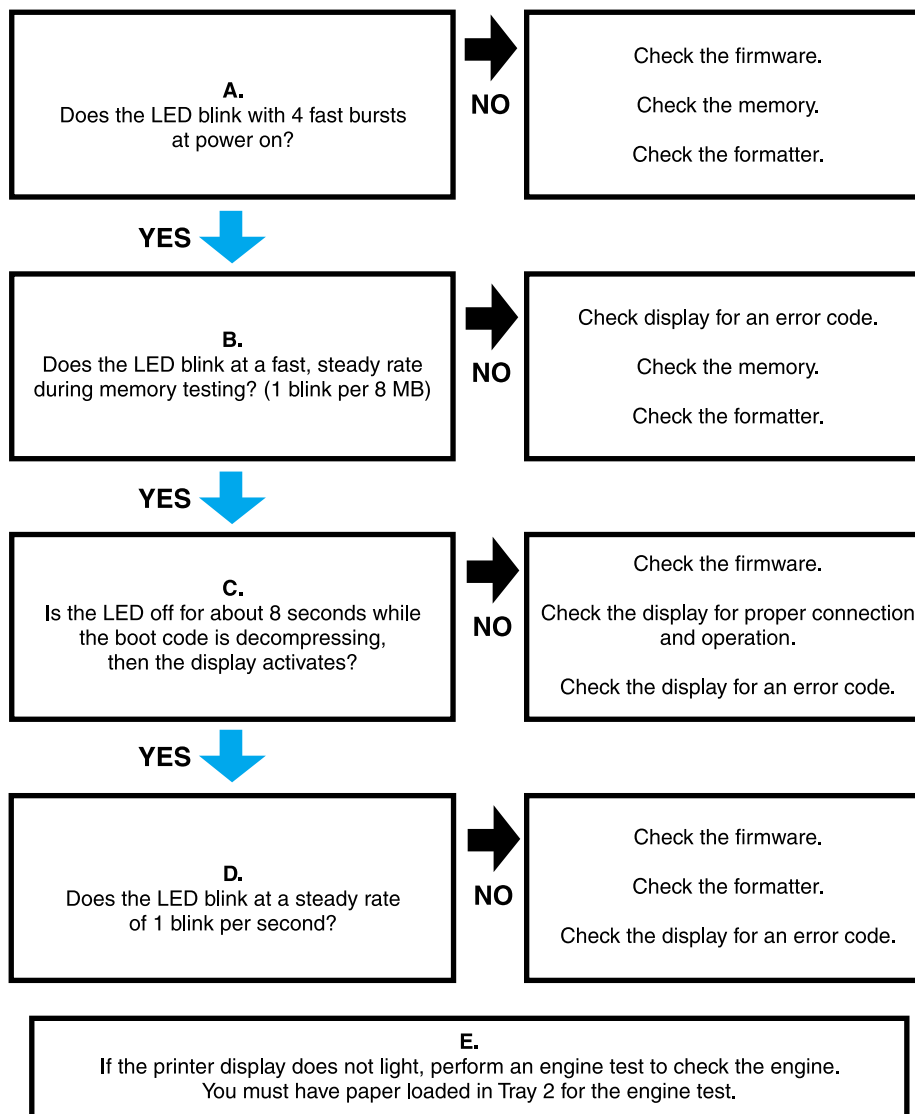 A.
Does the LED blink with 4 fast bursts
at power on?
NO
Check the firmware.
Check the memory.
Check the formatter.
YES
B.
Does the LED blink at a fast, steady rate
during memory testing? (1 blink per 8 MB)
NO
Check display for an error code.
Check the memory.
Check the formatter.
YES
C.
Is the LED off for about 8 seconds while
the boot code is decompressing,
then the display activates?
NO
Check the firmware.
Check the display for proper connection
and operation.
Check the display for an error code.
YES
D.
Does the LED blink at a steady rate
of 1 blink per second?
NO
Check the firmware.
Check the formatter.
Check the display for an error code.
E.
If the printer display does not light, perform an engine test to check the engine.
You must have paper loaded in Tray 2 for the engine test.